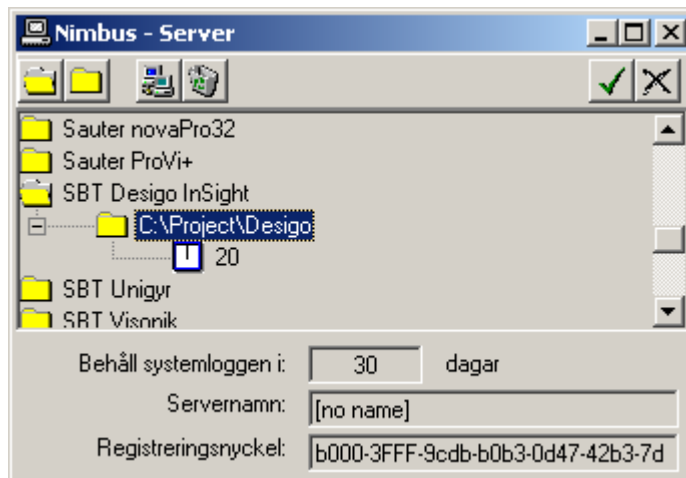 Nimbus - Server
Sauter novaPro32
Sauter ProVi+
SBT Desigo InSight
C:\Project\Desigo
20
SBT Unigyr
SBT Visonik
Behåll systemloggen i: 30 dagar
Servernamn: [no name]
Registreringsnyckel: b000-3FFF-9cdb-b0b3-0d47-42b3-7d